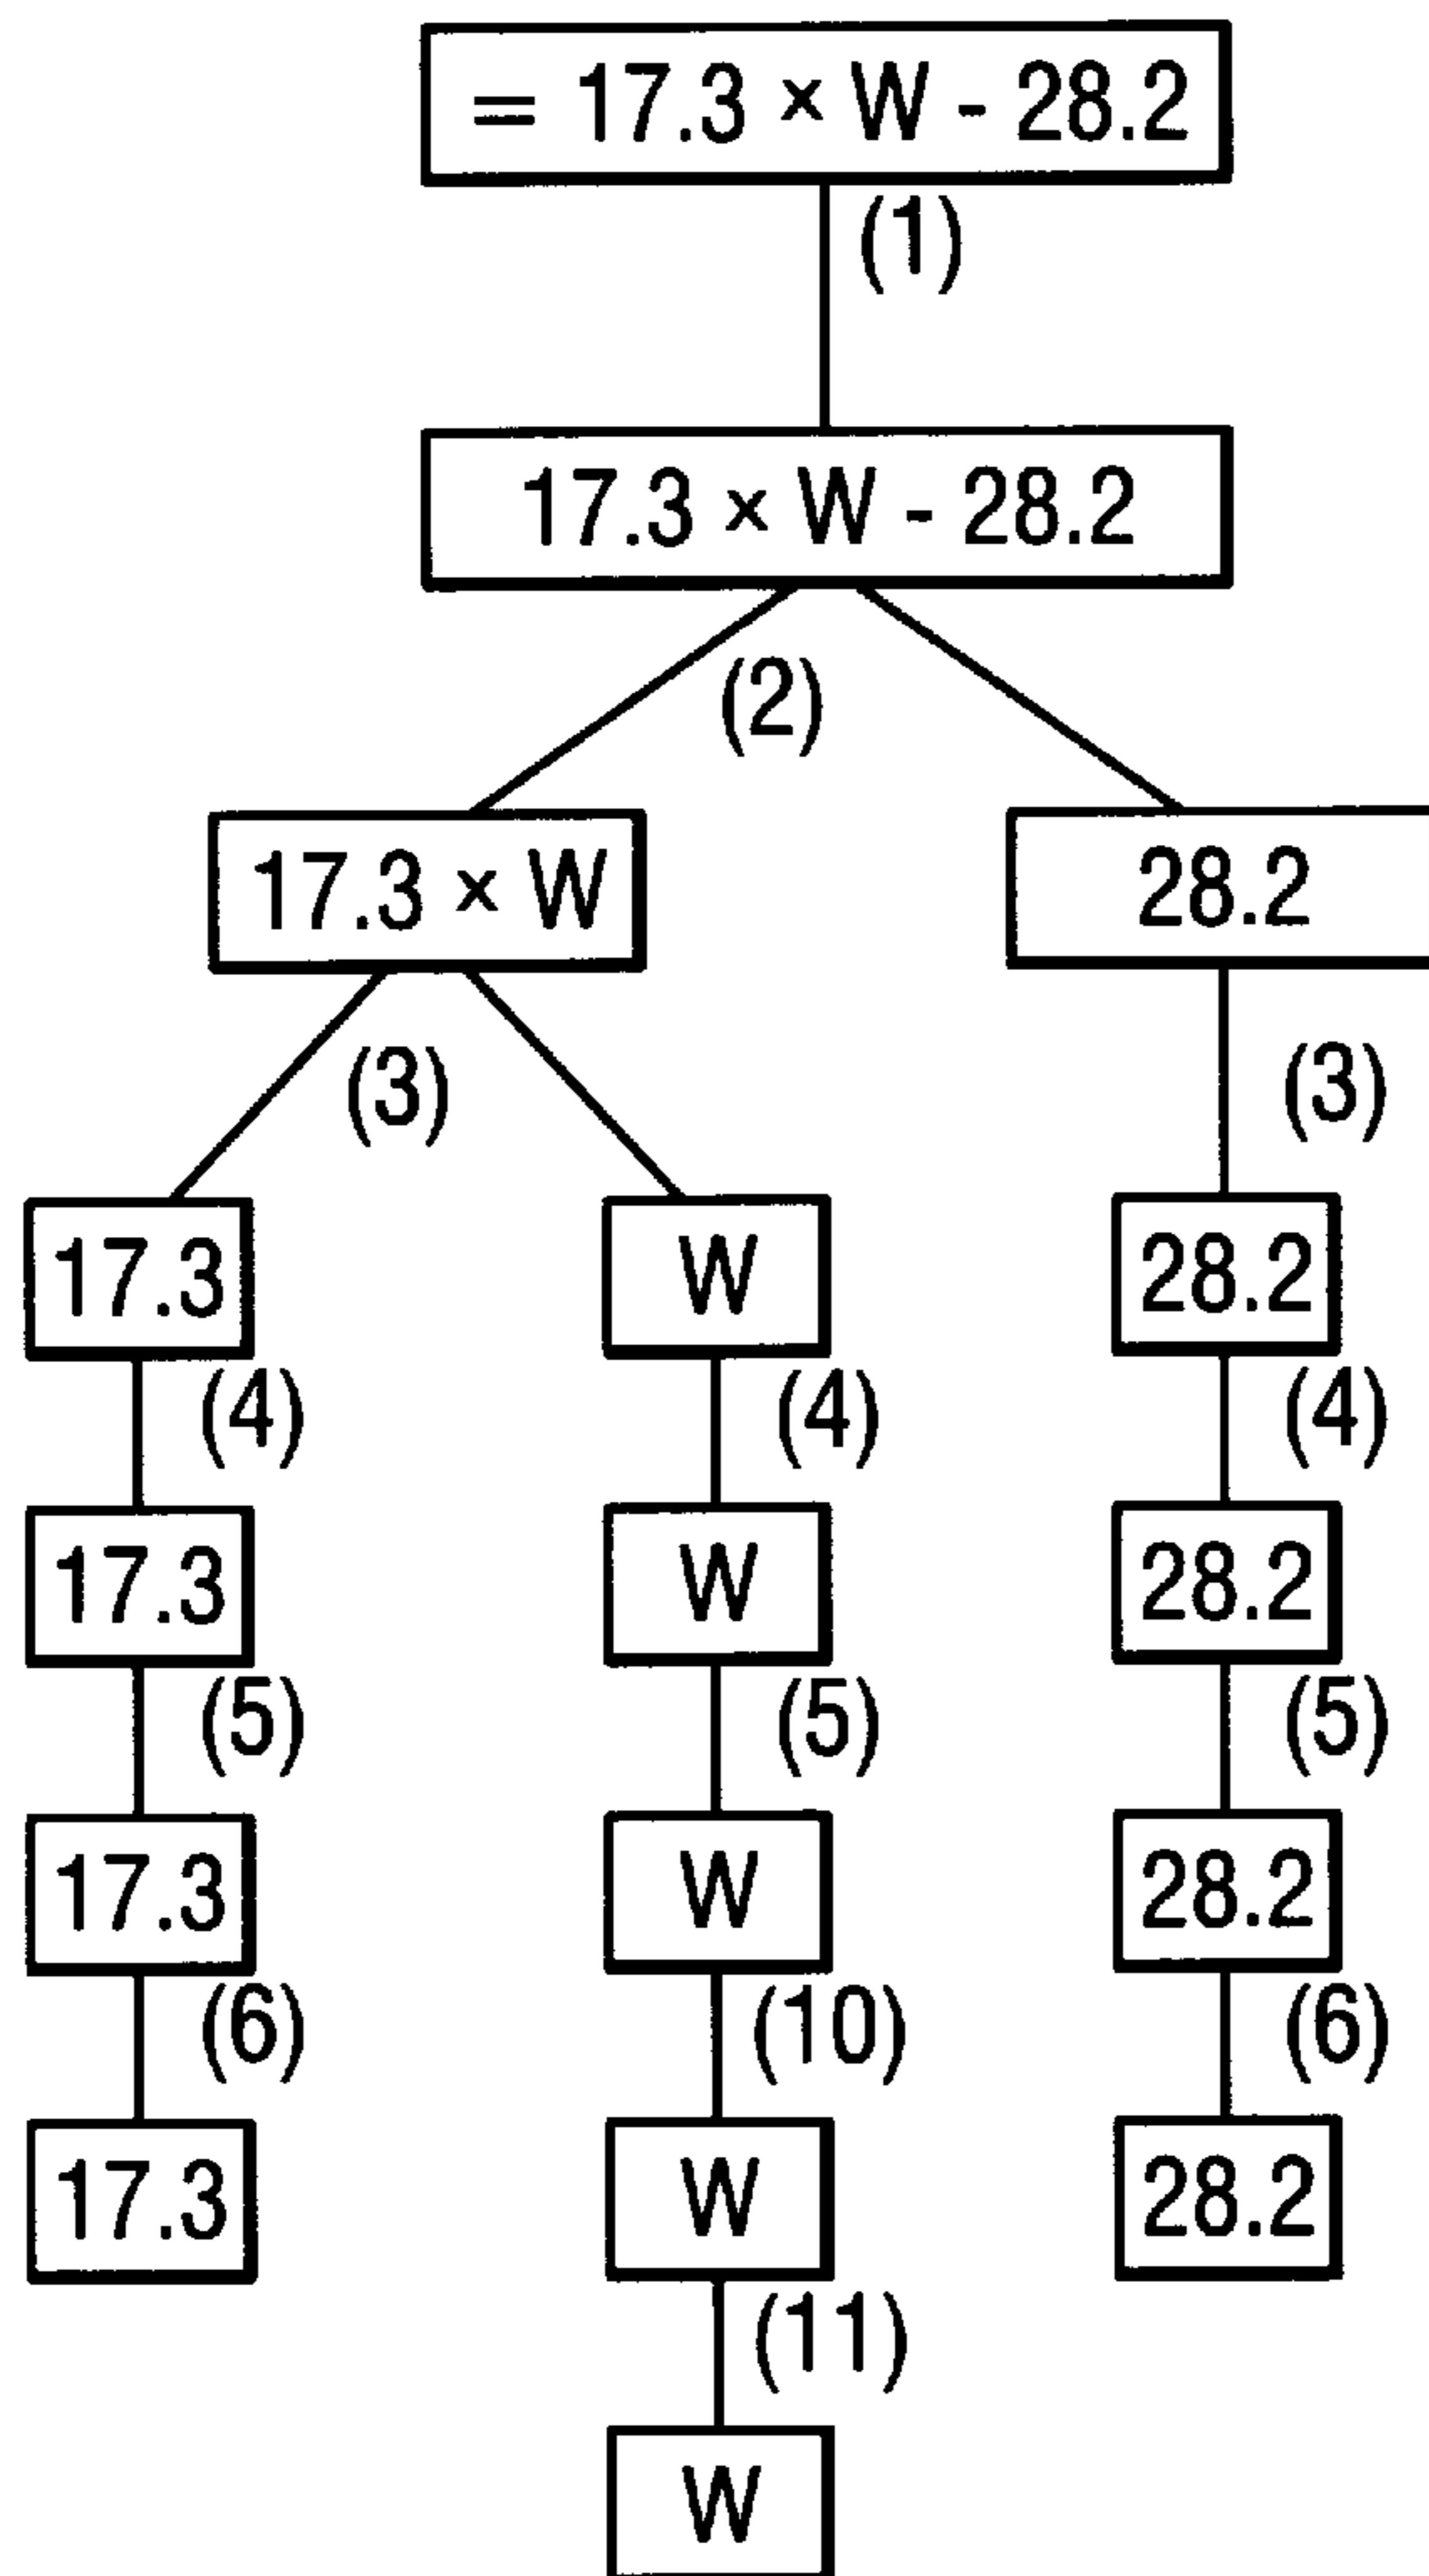 = 17.3 × W - 28.2
(1)
17.3 × W - 28.2
(2)
17.3 × W 28.2
(3) (3)
17.3 W 28.2
(4) (4) (4)
17.3 W 28.2
(5) (5) (5)
17.3 W 28.2
(6) (10) (6)
17.3 W 28.2
(11)
W